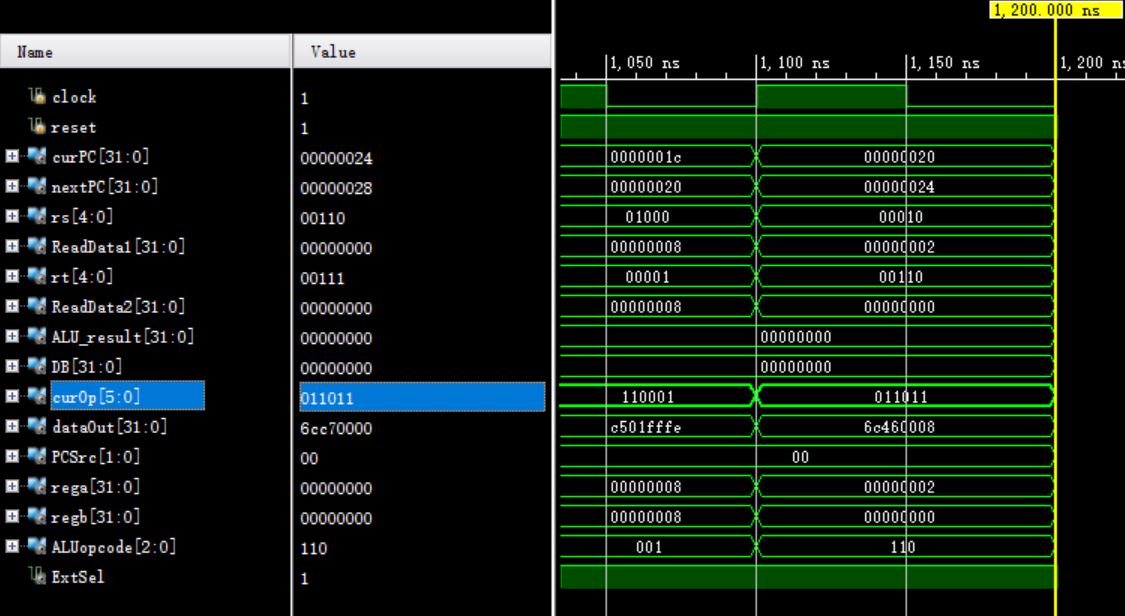 1,200.000 ns
Name Value
1,050 ns 1,100 ns 1,150 ns 1,200 ns
clock 1
reset 1
curPC[31:0] 00000024 0000001c 00000020
nextPC[31:0] 00000028 00000020 00000024
rs[4:0] 00110 01000 00010
ReadData1[31:0] 00000000 00000008 00000002
rt[4:0] 00111 00001 00110
ReadData2[31:0] 00000000 00000008 00000000
ALU_result[31:0] 00000000 00000000
DB[31:0] 00000000 00000000
curOp[5:0] 011011 110001 011011
dataOut[31:0] 6cc70000 c501fffe 6c460008
PCSrc[1:0] 00 00
rega[31:0] 00000000 00000008 00000002
regb[31:0] 00000000 00000008 00000000
ALUopcode[2:0] 110 001 110
ExtSel 1